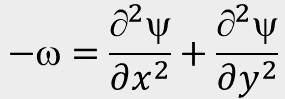 −ω = ∂²ψ/∂x² + ∂²ψ/∂y²